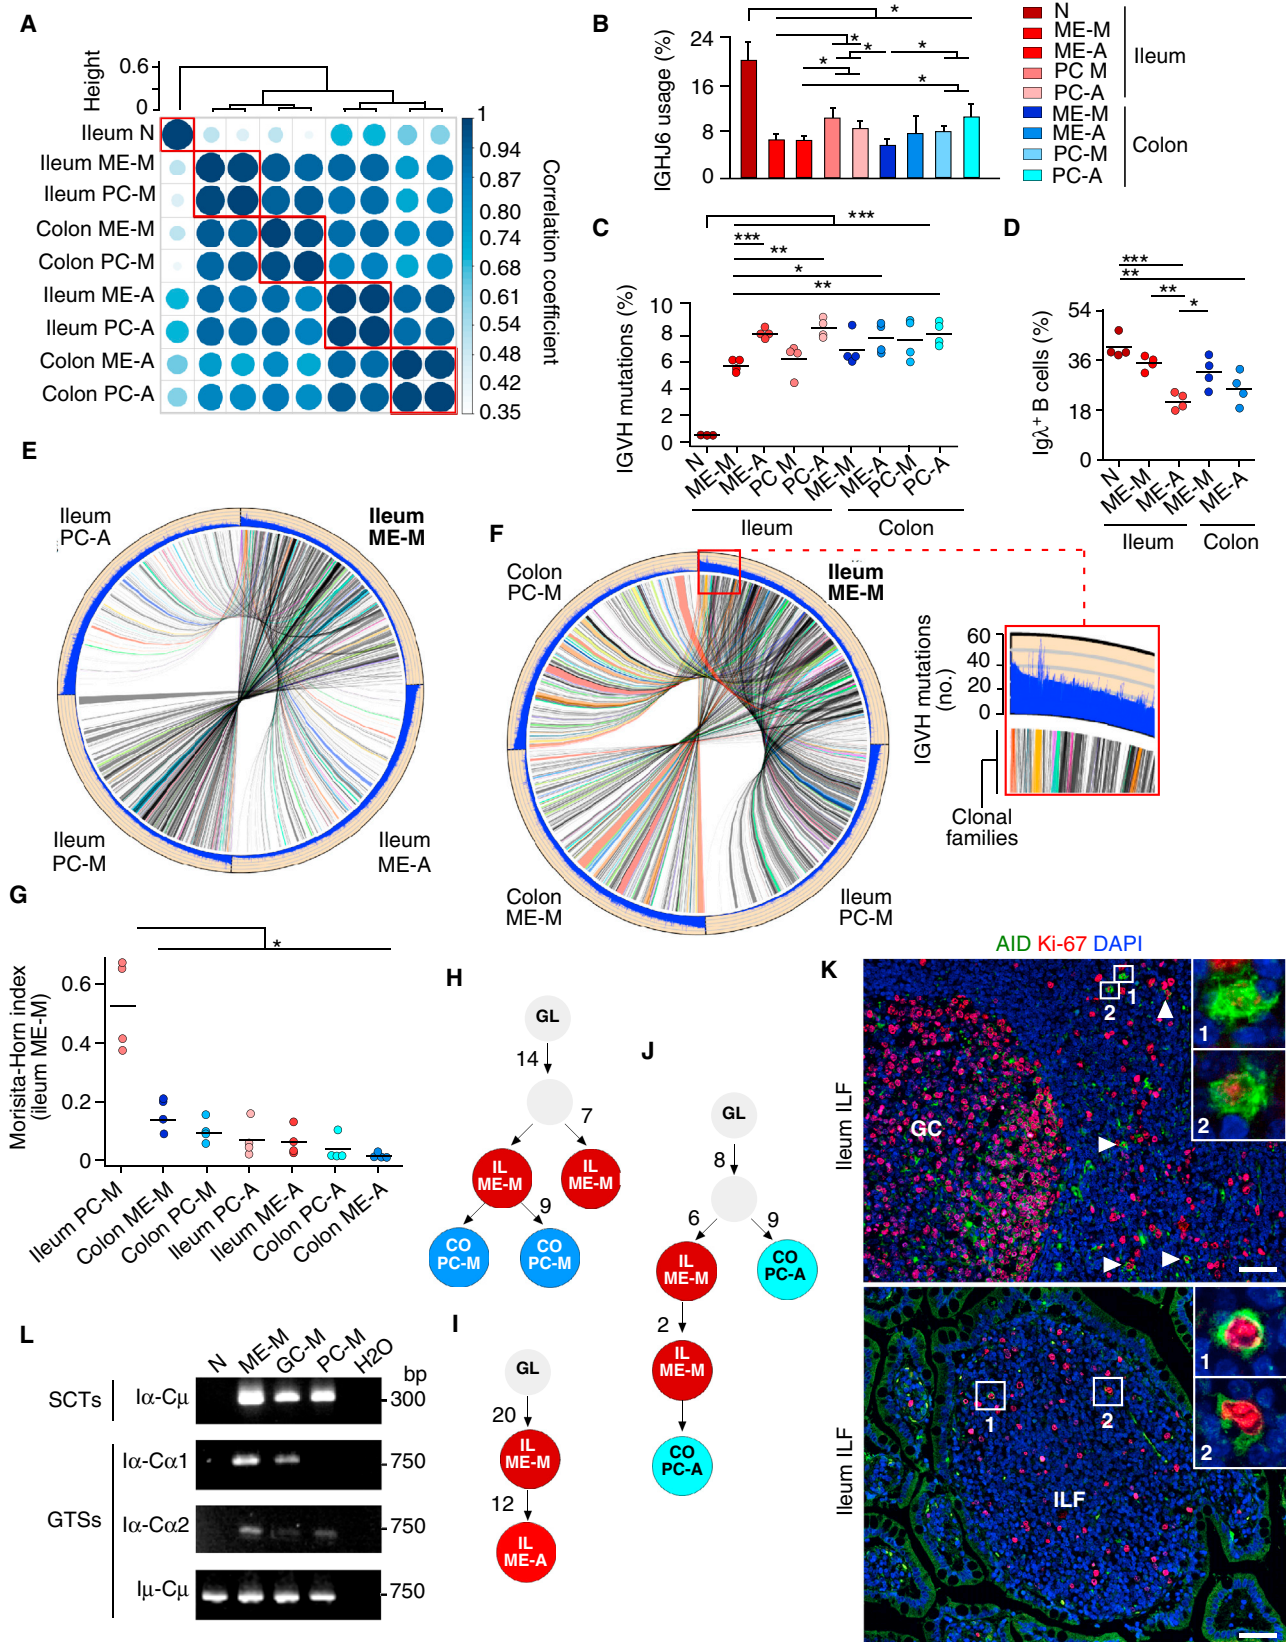 A
Height
0.6
0
Ileum N
Ileum ME-M
Ileum PC-M
Colon ME-M
Colon PC-M
Ileum ME-A
Ileum PC-A
Colon ME-A
Colon PC-A
1
0.94
0.87
0.80
0.74
0.68
0.61
0.54
0.48
0.42
0.35
Correlation coefficient
B
IGHJ6 usage (%)
24
16
8
0
*
*
*
*
*
*
N
ME-M
ME-A
PC M
PC-A
Ileum
ME-M
ME-A
PC-M
PC-A
Colon
C
IGVH mutations (%)
10
8
6
4
2
0
***
***
**
*
**
N
ME-M
ME-A
PC M
PC-A
ME-M
ME-A
PC-M
PC-A
Ileum
Colon
D
Igλ+ B cells (%)
54
36
18
0
***
**
**
*
N
ME-M
ME-A
ME-M
ME-A
Ileum
Colon
E
Ileum
PC-A
Ileum
ME-M
Ileum
PC-M
Ileum
ME-A
F
Colon
PC-M
Ileum
ME-M
Colon
ME-M
Ileum
PC-M
IGVH mutations
(no.)
60
40
20
0
Clonal
families
G
Morisita-Horn index
(ileum ME-M)
0.6
0.4
0.2
0
*
Ileum PC-M
Colon ME-M
Colon PC-M
Ileum PC-A
Ileum ME-A
Colon PC-A
Colon ME-A
H
GL
14
7
IL
ME-M
IL
ME-M
9
CO
PC-M
CO
PC-M
I
GL
20
IL
ME-M
12
IL
ME-A
J
GL
8
6
9
IL
ME-M
CO
PC-A
2
IL
ME-M
CO
PC-A
K
AID Ki-67 DAPI
Ileum ILF
GC
1
2
1
2
Ileum ILF
ILF
1
2
1
2
L
N
ME-M
GC-M
PC-M
H2O
bp
SCTs
Iα-Cμ
300
GTSs
Iα-Cα1
750
Iα-Cα2
750
Iμ-Cμ
750